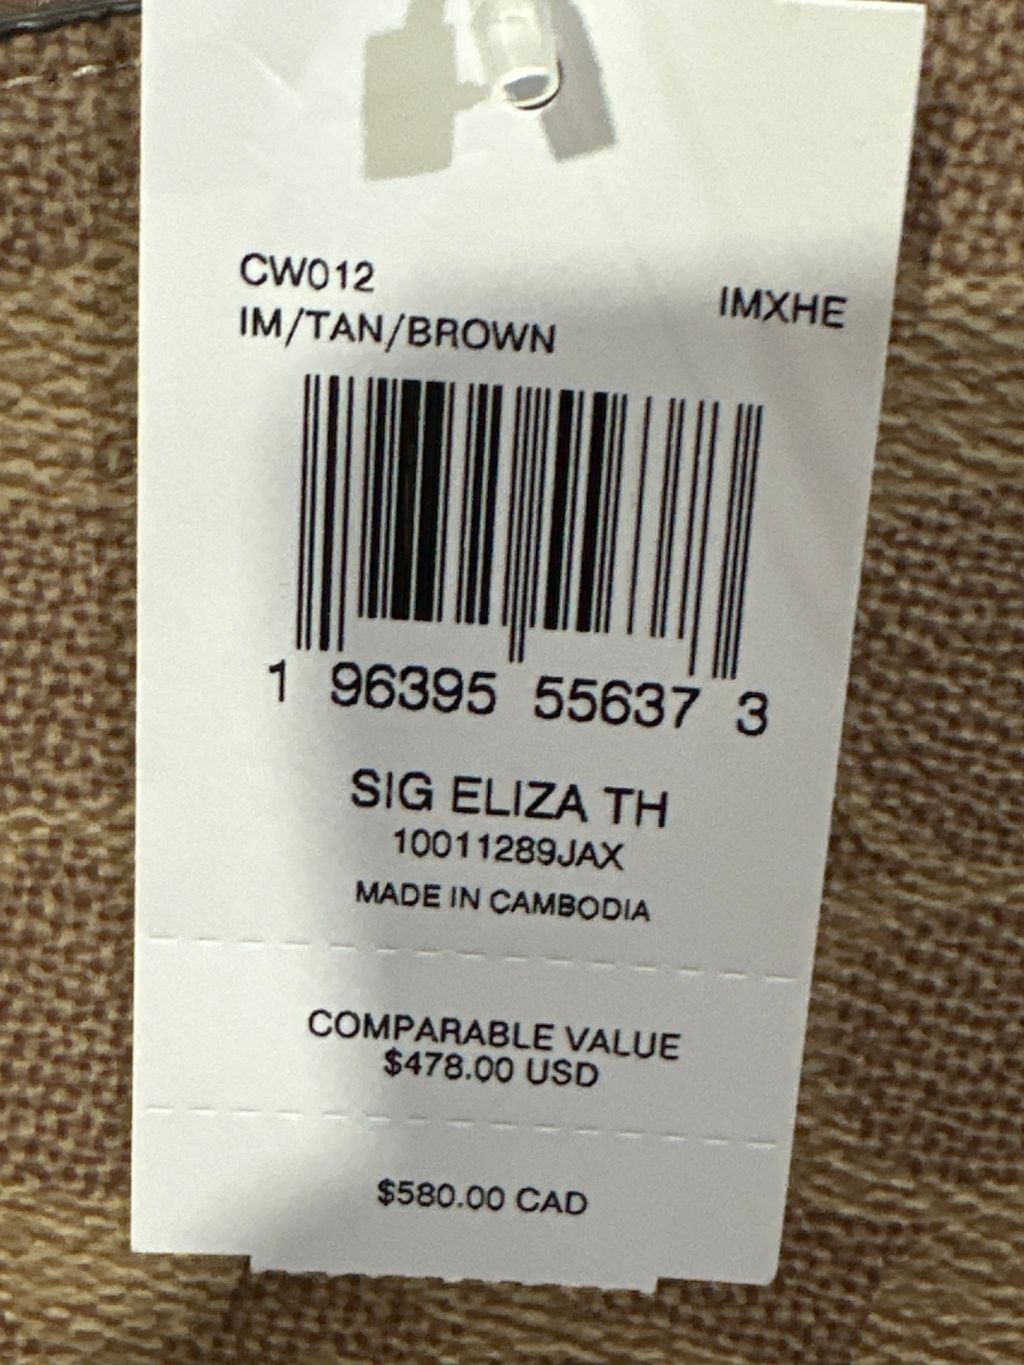 CW012
IM/TAN/BROWN
IMXHE
1 96395 55637 3
SIG ELIZA TH
10011289JAX
MADE IN CAMBODIA
COMPARABLE VALUE
$478.00 USD
$580.00 CAD